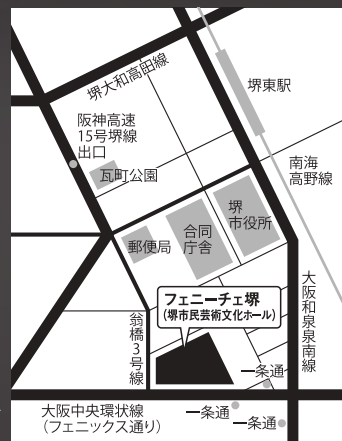 堺大和高田線
堺東駅
阪神高速
15号堺線
出口
瓦町公園
南海
高野線
堺
市役所
合同
庁舎
郵便局
フェニーチェ堺
(堺市民芸術文化ホール)
翁橋3号線
大阪和泉泉南線
一条通
大阪中央環状線
(フェニックス通り)
一条通
一条通